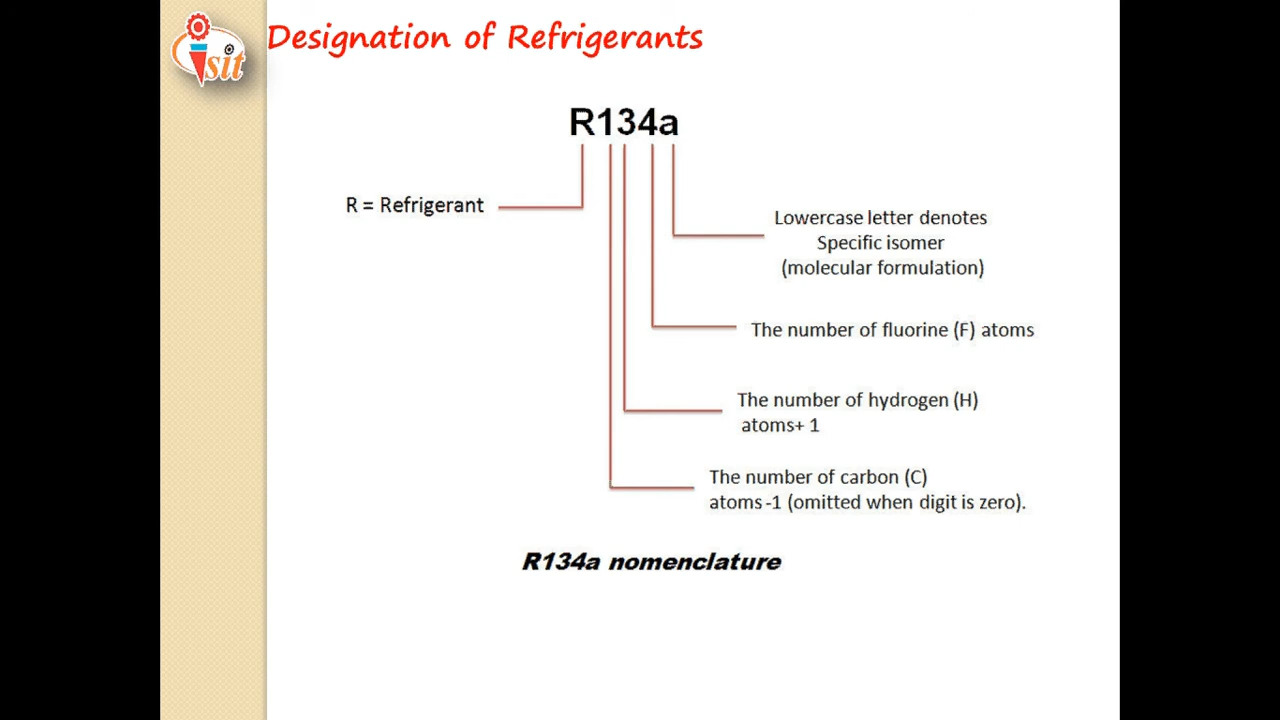 Designation of Refrigerants
isit
R134a
R = Refrigerant
Lowercase letter denotes
Specific isomer
(molecular formulation)
The number of fluorine (F) atoms
The number of hydrogen (H)
atoms+ 1
The number of carbon (C)
atoms -1 (omitted when digit is zero).
R134a nomenclature